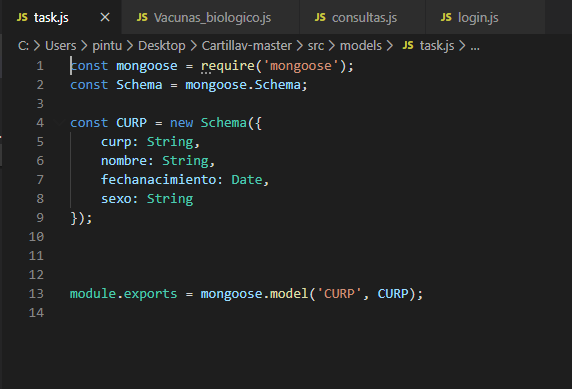 JS task.js × JS Vacunas_biologico.js JS consultas.js JS login.js
C: > Users > pintu > Desktop > Cartillav-master > src > models > JS task.js > ...
1 const mongoose = require('mongoose');
2 const Schema = mongoose.Schema;
3
4 const CURP = new Schema({
5     curp: String,
6     nombre: String,
7     fechanacimiento: Date,
8     sexo: String
9 });
10
11
12
13 module.exports = mongoose.model('CURP', CURP);
14